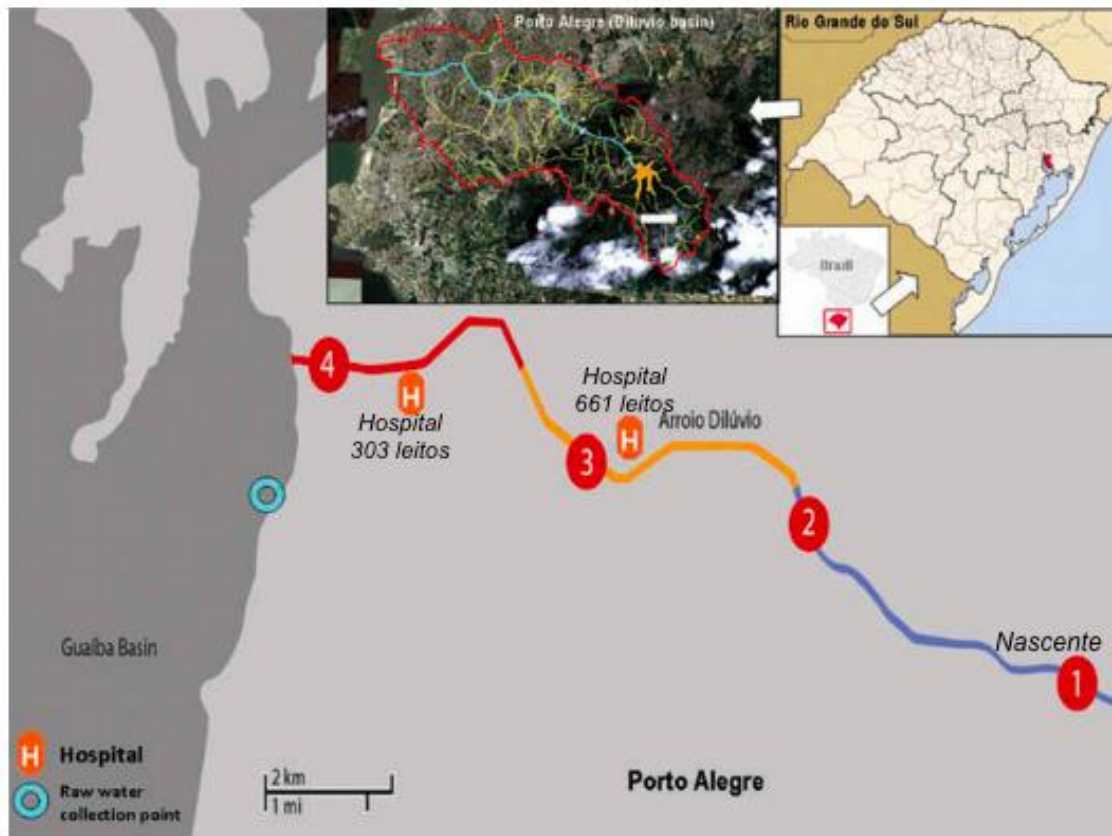 Porto Alegre (Dilúvio basin)
Rio Grande do Sul
Brazil
4
H
Hospital
303 leitos
Hospital
661 leitos
H
Arroio Dilúvio
3
2
Nascente
1
Guaíba Basin
H Hospital
Raw water
collection point
2 km
1 mi
Porto Alegre